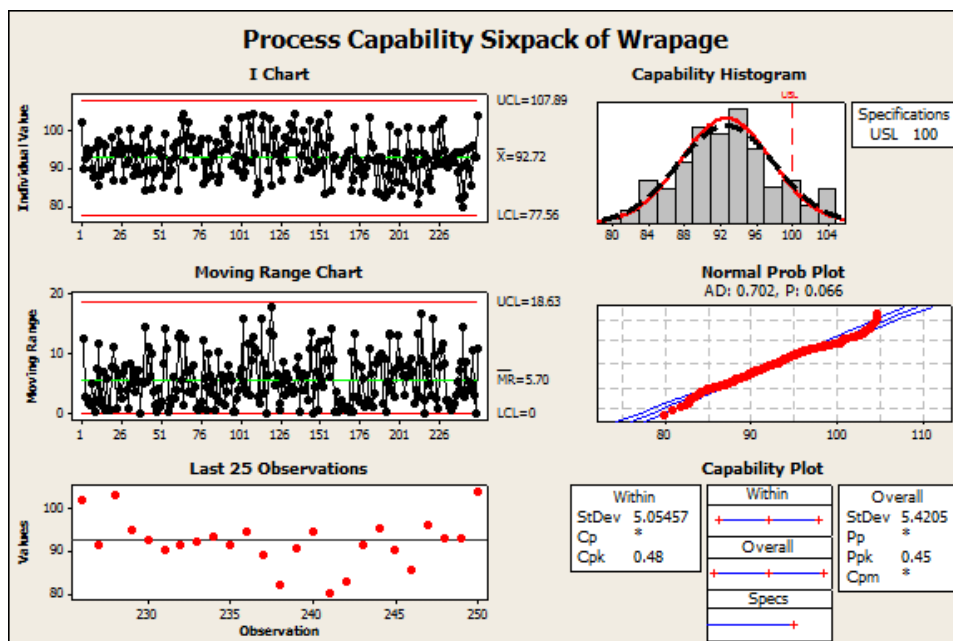 Process Capability Sixpack of Wrapage
I Chart
Individual Value
100
90
80
1 26 51 76 101 126 151 176 201 226
UCL=107.89
X=92.72
LCL=77.56
Capability Histogram
USL
80 84 88 92 96 100 104
Specifications
USL 100
Moving Range Chart
Moving Range
20
10
0
1 26 51 76 101 126 151 176 201 226
UCL=18.63
MR=5.70
LCL=0
Normal Prob Plot
AD: 0.702, P: 0.066
80 90 100 110
Last 25 Observations
Values
100
90
80
230 235 240 245 250
Observation
Capability Plot
Within
StDev 5.05457
Cp *
Cpk 0.48
Within
Overall
Specs
Overall
StDev 5.4205
Pp *
Ppk 0.45
Cpm *